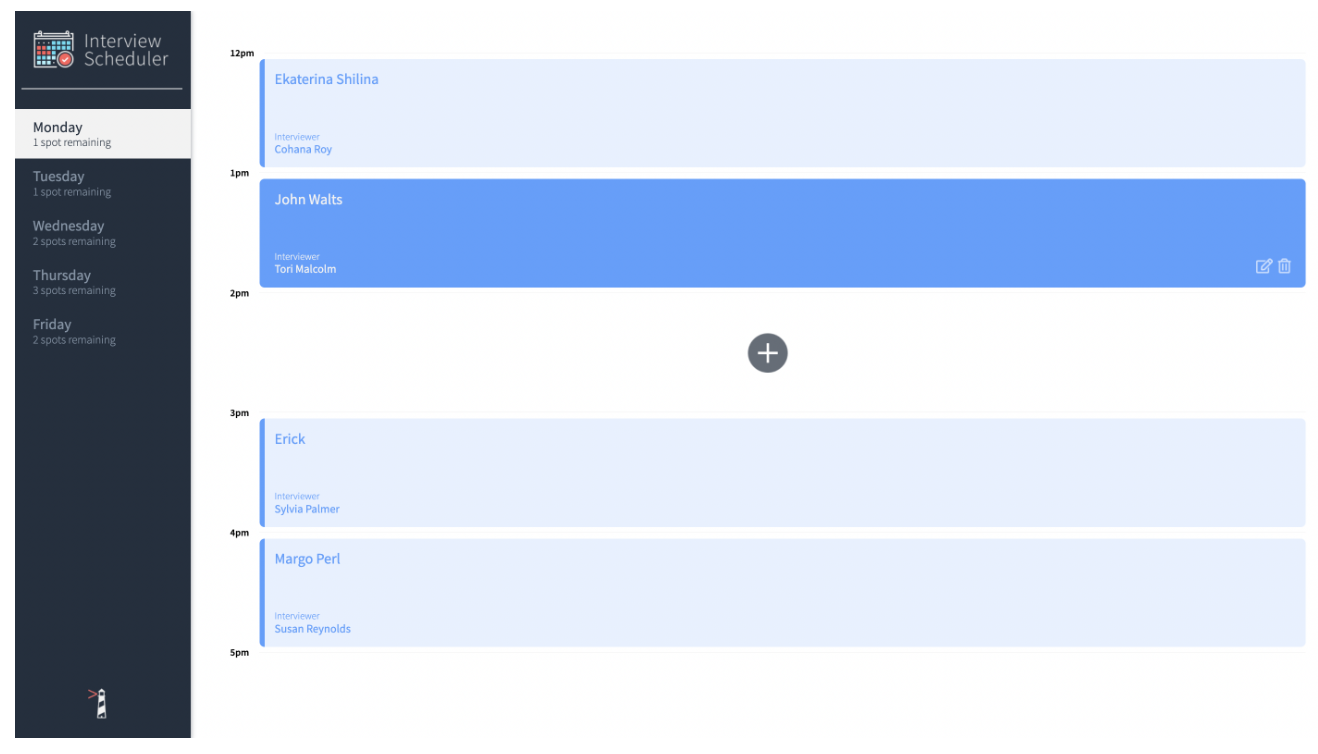 Interview
Scheduler
Monday
1 spot remaining
Tuesday
1 spot remaining
Wednesday
2 spots remaining
Thursday
3 spots remaining
Friday
2 spots remaining
12pm
Ekaterina Shilina
Interviewer
Cohana Roy
1pm
John Walts
Interviewer
Tori Malcolm
2pm
3pm
Erick
Interviewer
Sylvia Palmer
4pm
Margo Perl
Interviewer
Susan Reynolds
5pm